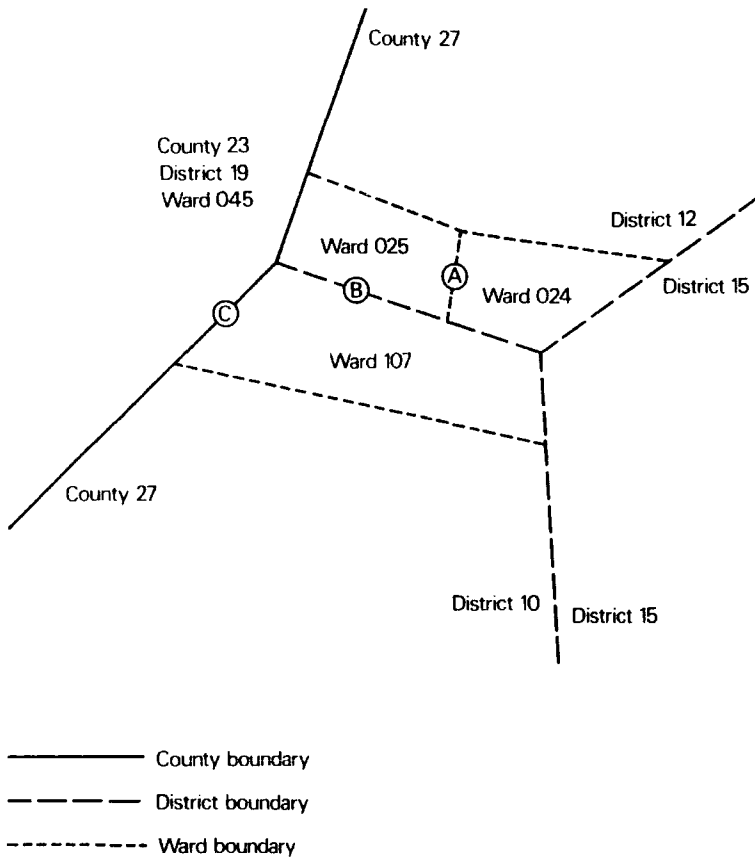 County 27
County 23
District 19
Ward 045
District 12
Ward 025
A
District 15
B
Ward 024
C
Ward 107
County 27
District 10
District 15
County boundary
District boundary
Ward boundary